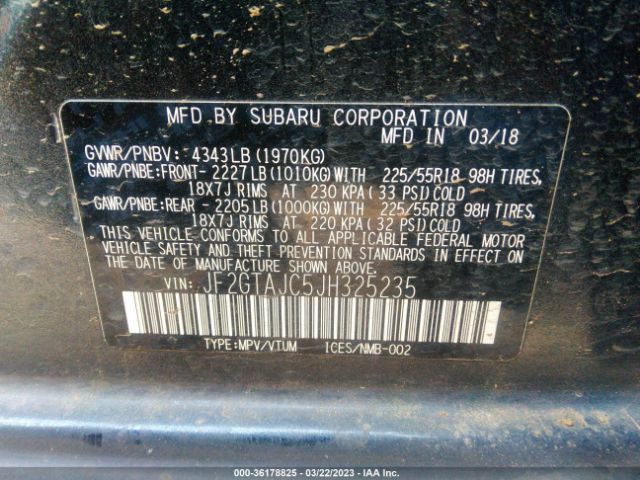 MFD. BY SUBARU CORPORATION
MFD IN 03/18
GVWR/PNBV: 4343LB(1970KG)
GAWR/PNBE:FRONT- 2227LB(1010KG)WITH 225/55R18 98H TIRES,
18X7J RIMS AT 230 KPA( 33 PSI)COLD
GAWR/PNBE:REAR - 2205LB(1000KG)WITH 225/55R18 98H TIRES,
18X7J RIMS AT 220 KPA( 32 PSI)COLD
THIS VEHICLE CONFORMS TO ALL APPLICABLE FEDERAL MOTOR
VEHICLE SAFETY AND THEFT PREVENTION STANDARDS IN EFFECT ON
THE DATE OF MANUFACTURE SHOWN ABOVE.
VIN: JF2GTAJC5JH325235
TYPE:MPV/VTUM ICES/NMB-002
000-36178825 - 03/22/2023 - IAA Inc.